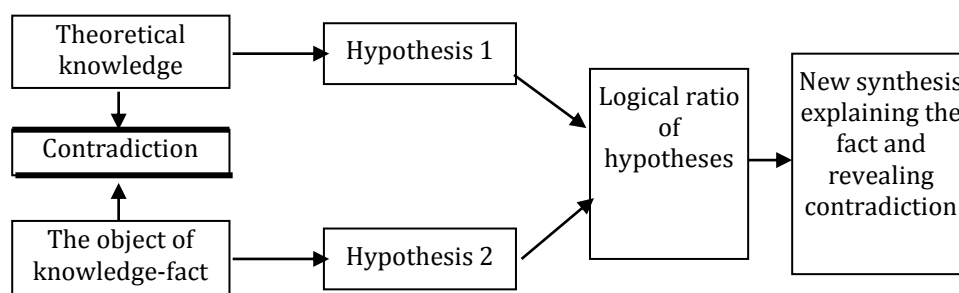 Theoretical
knowledge
Hypothesis 1
Contradiction
The object of
knowledge-fact
Hypothesis 2
Logical ratio
of
hypotheses
New synthesis
explaining the
fact and
revealing
contradiction